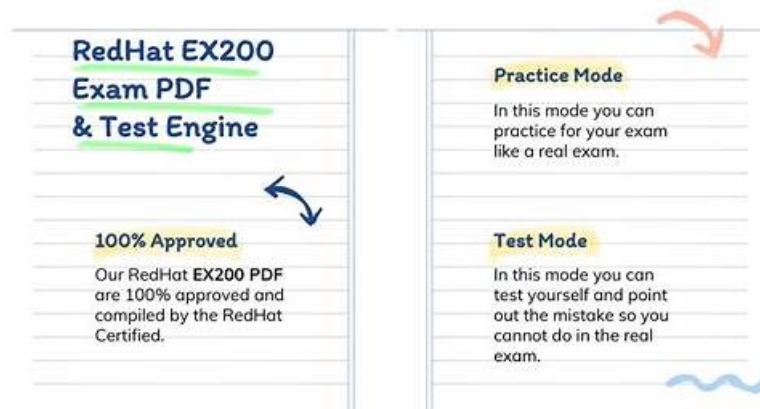 RedHat EX200
Exam PDF
& Test Engine
100% Approved
Our RedHat EX200 PDF
are 100% approved and
compiled by the RedHat
Certified.
Practice Mode
In this mode you can
practice for your exam
like a real exam.
Test Mode
In this mode you can
test yourself and point
out the mistake so you
cannot do in the real
exam.